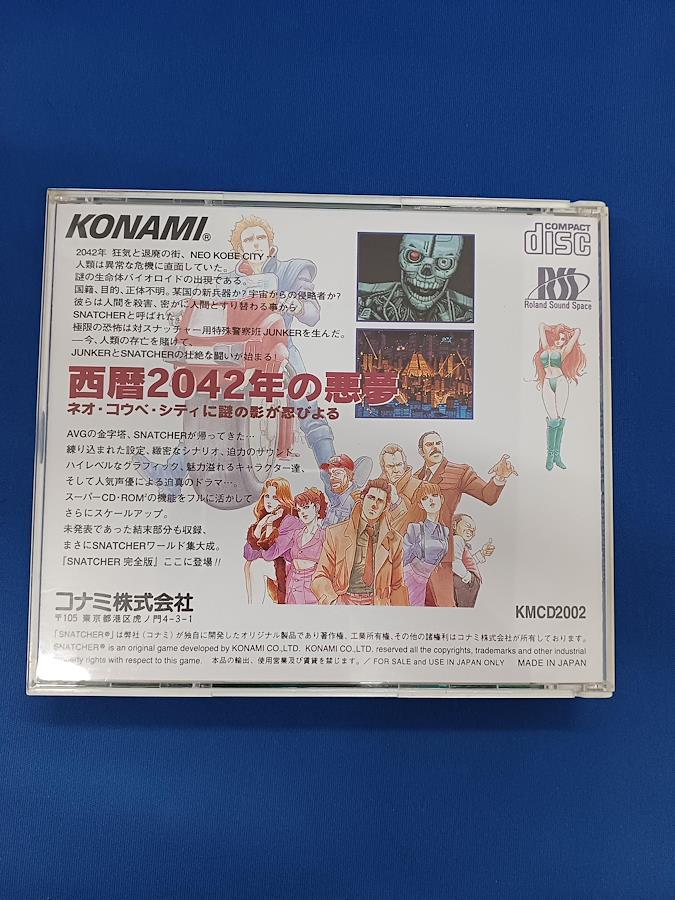 KONAMI®
COMPACT
disc
RSS
Roland Sound Space
2042年 狂気と退廃の街、NEO KOBE CITY…
人類は異常な危機に直面していた。
謎の生命体バイオロイドの出現である。
国籍、目的、正体不明。某国の新兵器か?宇宙からの侵略者か?
彼らは人間を殺害、密かに人間とすり替わる事から
SNATCHERと呼ばれた。
極限の恐怖は対スナッチャー用特殊警察班 JUNKERを生んだ。
―今、人類の存亡を賭けて、
JUNKERとSNATCHERの壮絶な闘いが始まる!
西暦2042年の悪夢
ネオ・コウベ・シティに謎の影が忍びよる
AVGの金字塔、SNATCHERが帰ってきた…
練り込まれた設定、緻密なシナリオ、迫力のサウンド、
ハイレベルなグラフィック、魅力溢れるキャラクター達、
そして人気声優による迫真のドラマ…。
スーパーCD・ROM²の機能をフルに活かして
さらにスケールアップ。
未発表であった結末部分も収録、
まさにSNATCHERワールド集大成。
「SNATCHER 完全版」ここに登場!!
コナミ株式会社
〒105 東京都港区虎ノ門4-3-1
KMCD2002
「SNATCHER®」は弊社(コナミ)が独自に開発したオリジナル製品であり著作権、工業所有権、その他の諸権利はコナミ株式会社が所有しております。
SNATCHER® is an original game developed by KONAMI CO.,LTD. KONAMI CO.,LTD. reserved all the copyrights, trademarks and other industrial
property rights with respect to this game. 本品の輸出、使用営業及び賃貸を禁じます。/ FOR SALE and USE IN JAPAN ONLY MADE IN JAPAN